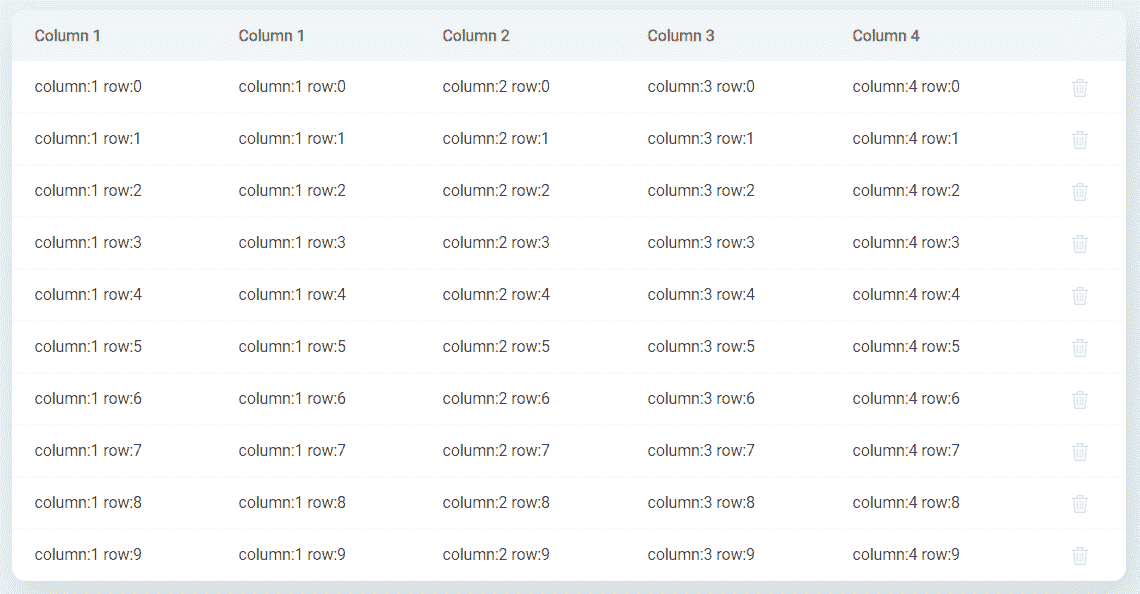 Column 1 Column 1 Column 2 Column 3 Column 4
column:1 row:0 column:1 row:0 column:2 row:0 column:3 row:0 column:4 row:0
column:1 row:1 column:1 row:1 column:2 row:1 column:3 row:1 column:4 row:1
column:1 row:2 column:1 row:2 column:2 row:2 column:3 row:2 column:4 row:2
column:1 row:3 column:1 row:3 column:2 row:3 column:3 row:3 column:4 row:3
column:1 row:4 column:1 row:4 column:2 row:4 column:3 row:4 column:4 row:4
column:1 row:5 column:1 row:5 column:2 row:5 column:3 row:5 column:4 row:5
column:1 row:6 column:1 row:6 column:2 row:6 column:3 row:6 column:4 row:6
column:1 row:7 column:1 row:7 column:2 row:7 column:3 row:7 column:4 row:7
column:1 row:8 column:1 row:8 column:2 row:8 column:3 row:8 column:4 row:8
column:1 row:9 column:1 row:9 column:2 row:9 column:3 row:9 column:4 row:9